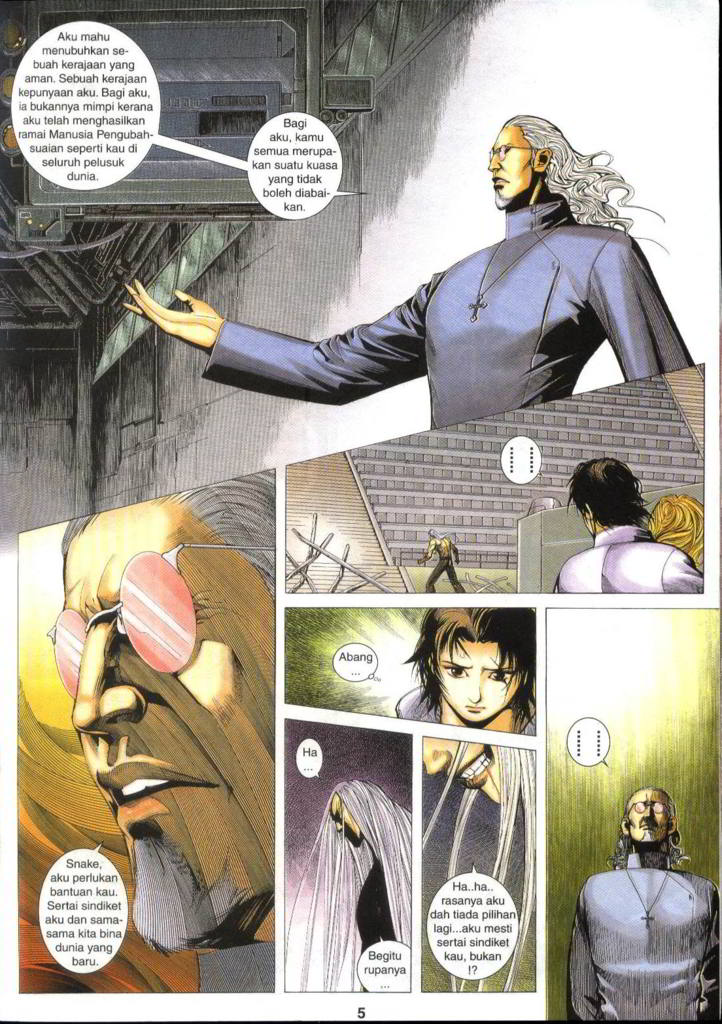 Aku mahu
menubuhkan se-
buah kerajaan yang
aman. Sebuah kerajaan
kepunyaan aku. Bagi aku,
ia bukannya mimpi kerana
aku telah menghasilkan
ramai Manusia Pengubah-
suaian seperti kau di
seluruh pelusuk
dunia.
Bagi
aku, kamu
semua merupa-
kan suatu kuasa
yang tidak
boleh diabai-
kan.
Snake,
aku perlukan
bantuan kau.
Sertai sindiket
aku dan sama-
sama kita bina
dunia yang
baru.
Abang
...
Ha
...
Begitu
rupanya
...
Ha..ha..
rasanya aku
dah tiada pilihan
lagi...aku mesti
sertai sindiket
kau, bukan
!?
5